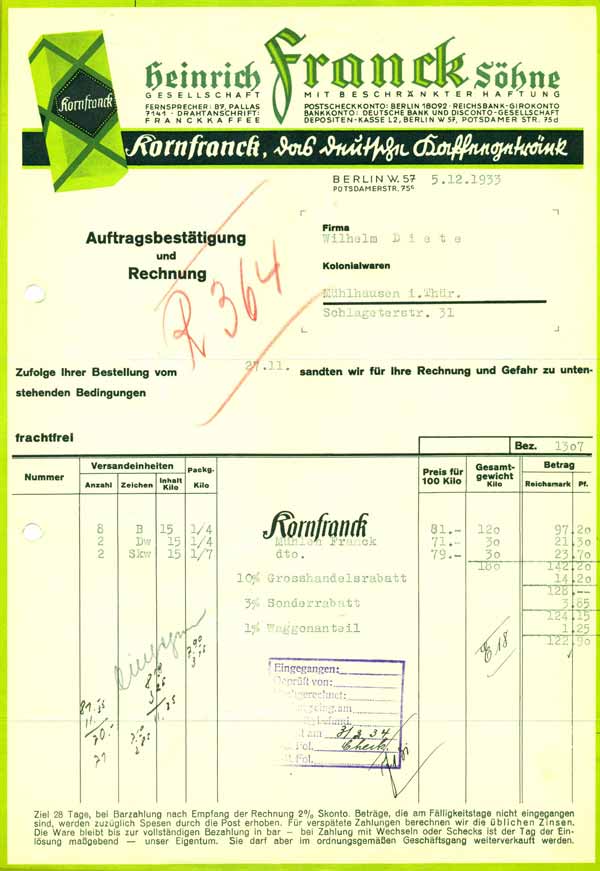 Kornfranck
Heinrich Franck Söhne
GESELLSCHAFT MIT BESCHRÄNKTER HAFTUNG
FERNSPRECHER: B7, PALLAS
7141 · DRAHTANSCHRIFT:
FRANCKKAFFEE
POSTSCHECKKONTO: BERLIN 18092 · REICHSBANK-GIROKONTO
BANKKONTO: DEUTSCHE BANK UND DISCONTO-GESELLSCHAFT
DEPOSITEN-KASSE L2, BERLIN W 57, POTSDAMER STR. 75d
Kornfranck, das deutsche Kaffeegetränk
BERLIN W. 57 5.12.1933
POTSDAMERSTR. 75c
Auftragsbestätigung
und
Rechnung
R 364
Firma
Wilhelm Diete
Kolonialwaren
Mühlhausen i.Thür.
Schlageterstr. 31
Zufolge Ihrer Bestellung vom 27.11. sandten wir für Ihre Rechnung und Gefahr zu unten-
stehenden Bedingungen
frachtfrei
Bez. 1307
Nummer Versandeinheiten Packg. Preis für 100 Kilo Gesamt-gewicht Kilo Betrag
Anzahl Zeichen Inhalt Kilo Kilo Reichsmark Pf.
8 B 15 1/4 Kornfranck 81.- 120 97.20
2 Dw 15 1/4 Mühlen Franck 71.- 30 21.30
2 Skw 15 1/7 dto. 79.- 30 23.70
180 142.20
10% Grosshandelsrabatt 14.20
128.--
3% Sonderrabatt 3.85
124.15
1% Waggonanteil 1.25
122.90
E 18
Eingegangen:
Geprüft von:
Nachgerechnet:
am 3/2 34
Fol. Check
Fol.
Ziel 28 Tage, bei Barzahlung nach Empfang der Rechnung 2% Skonto. Beträge, die am Fälligkeitstage nicht eingegangen
sind, werden zuzüglich Spesen durch die Post erhoben. Für verspätete Zahlungen berechnen wir die üblichen Zinsen.
Die Ware bleibt bis zur vollständigen Bezahlung in bar — bei Zahlung mit Wechseln oder Schecks ist der Tag der Ein-
lösung maßgebend — unser Eigentum. Sie darf aber im ordnungsgemäßen Geschäftsgang weiterverkauft werden.